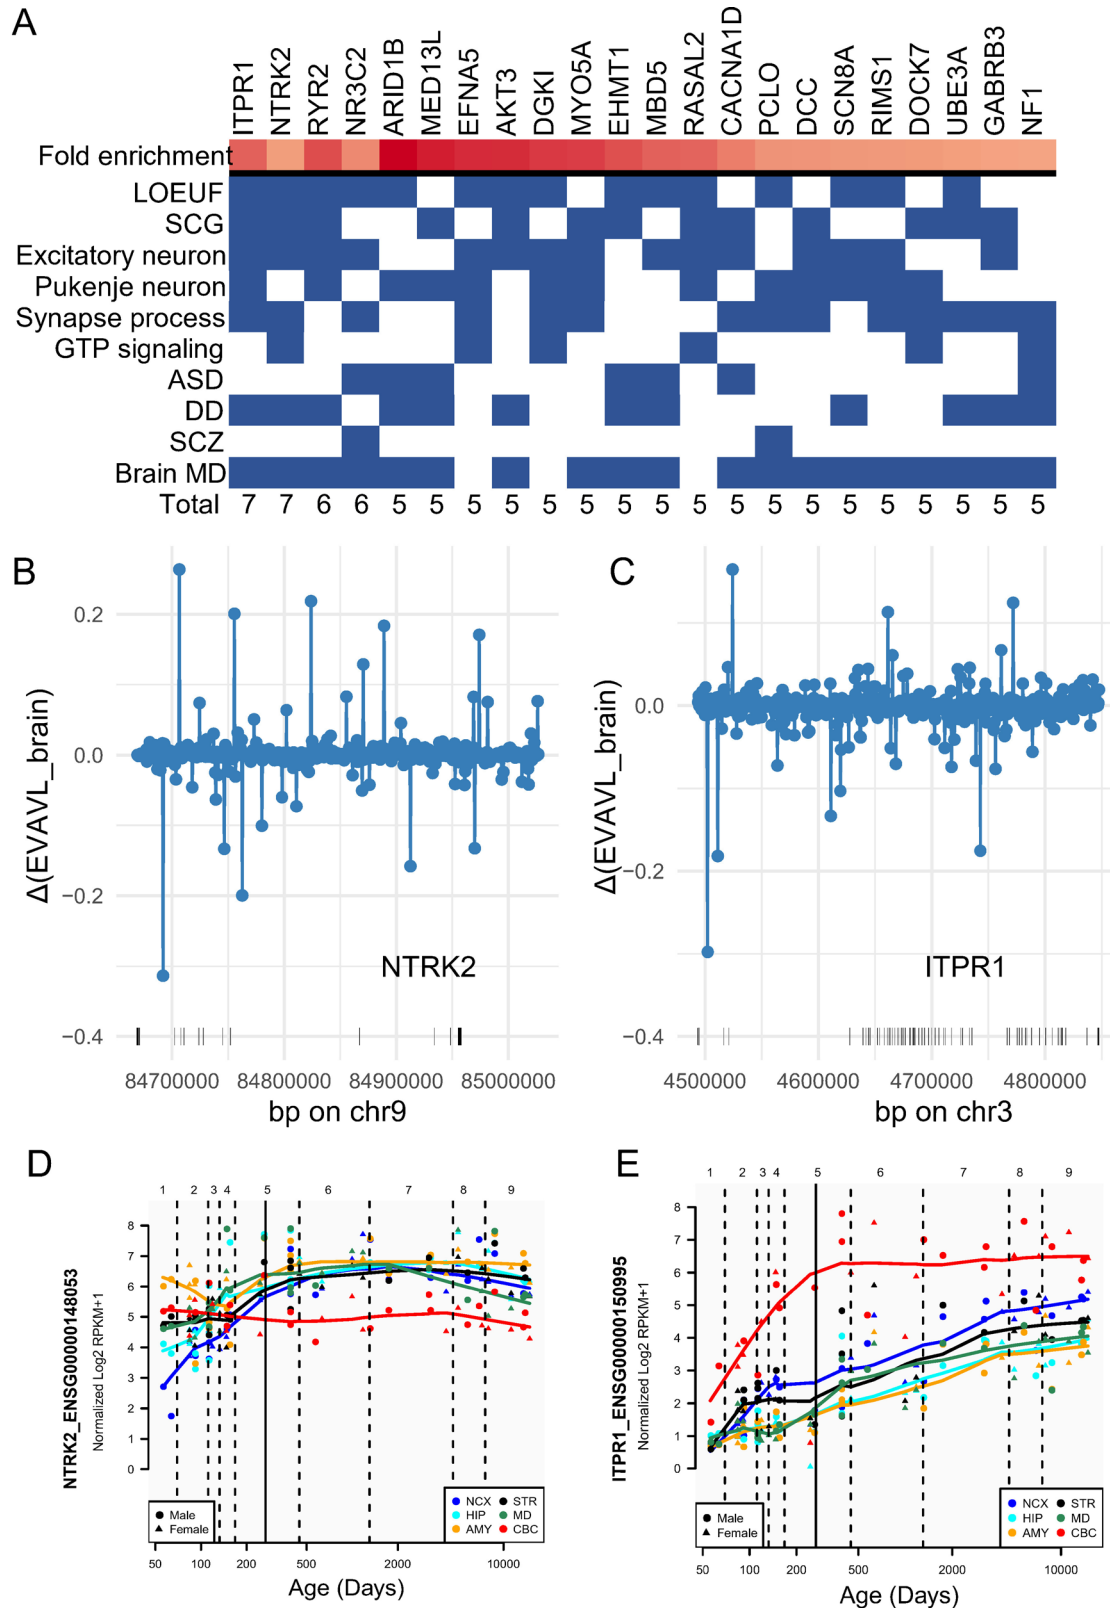 A
ITPR1 NTRK2 RYR2 NR3C2 ARID1B MED13L EFNA5 AKT3 DGKI MYO5A EHMT1 MBD5 RASAL2 CACNA1D PCLO DCC SCN8A RIMS1 DOCK7 UBE3A GABRB3 NF1
Fold enrichment
LOEUF
SCG
Excitatory neuron
Pukenje neuron
Synapse process
GTP signaling
ASD
DD
SCZ
Brain MD
Total 7 7 6 6 5 5 5 5 5 5 5 5 5 5 5 5 5 5 5 5 5 5
B
Δ(EVAVL_brain)
0.2
0.0
−0.2
−0.4
NTRK2
84700000 84800000 84900000 85000000
bp on chr9
C
Δ(EVAVL_brain)
0.0
−0.2
−0.4
ITPR1
4500000 4600000 4700000 4800000
bp on chr3
D
NTRK2_ENSG00000148053
Normalized Log2 RPKM+1
1 2 3 4 5 6 7 8 9
8
7
6
5
4
3
2
1
0
Male
Female
NCX STR
HIP MD
AMY CBC
50 100 200 500 2000 10000
Age (Days)
E
ITPR1_ENSG00000150995
Normalized Log2 RPKM+1
1 2 3 4 5 6 7 8 9
8
7
6
5
4
3
2
1
0
Male
Female
NCX STR
HIP MD
AMY CBC
50 100 200 500 2000 10000
Age (Days)